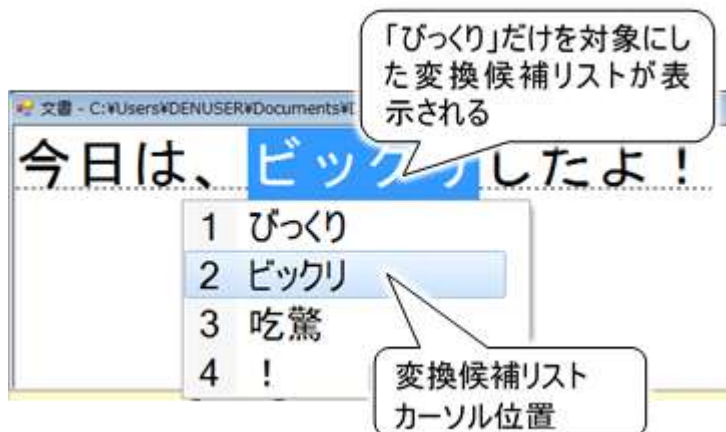 「びっくり」だけを対象にし
た変換候補リストが表
示される
文書 - C:¥Users¥DENUSER¥Documents¥
今日は、ビックリしたよ！
1 びっくり
2 ビックリ
3 吃驚
4 ！
変換候補リスト
カーソル位置